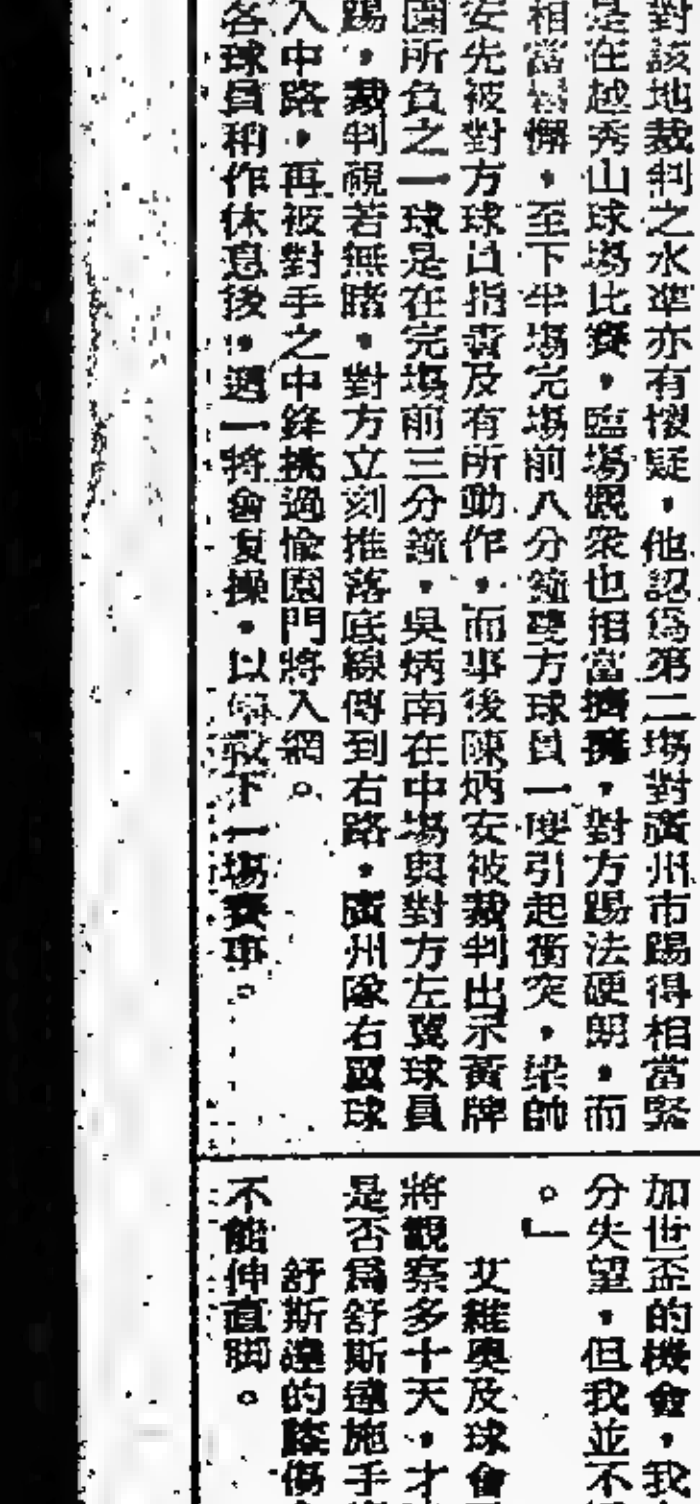 對該地裁判之水準亦有懷疑，他認爲第二場對廣州市踢得相當緊
是在越秀山球場比賽，臨場觀衆也相當擠擁，對方踢法硬朗，而
相當懈，至下半場完場前八分鐘雙方球員一度引起衝突，梁帥
安先被對方球員指責及有所動作，而事後陳炳安被裁判出示黃牌
園所負之一球是在完場前三分鐘，吳炳南在中場與對方左翼球員
踢，裁判視若無睹，對方立刻推落底線傳到右路，廣州隊右翼球
入中路，再被對手之中鋒挑過愉園門將入網。
各球員稍作休息後，週一將會复操，以下一場賽事。
加世盃的機會，我
分失望，但我並不
。」
艾維奧及球會
將觀察多十天，才
是否爲舒斯達施手
舒斯達的膝傷
不能伸直脚。